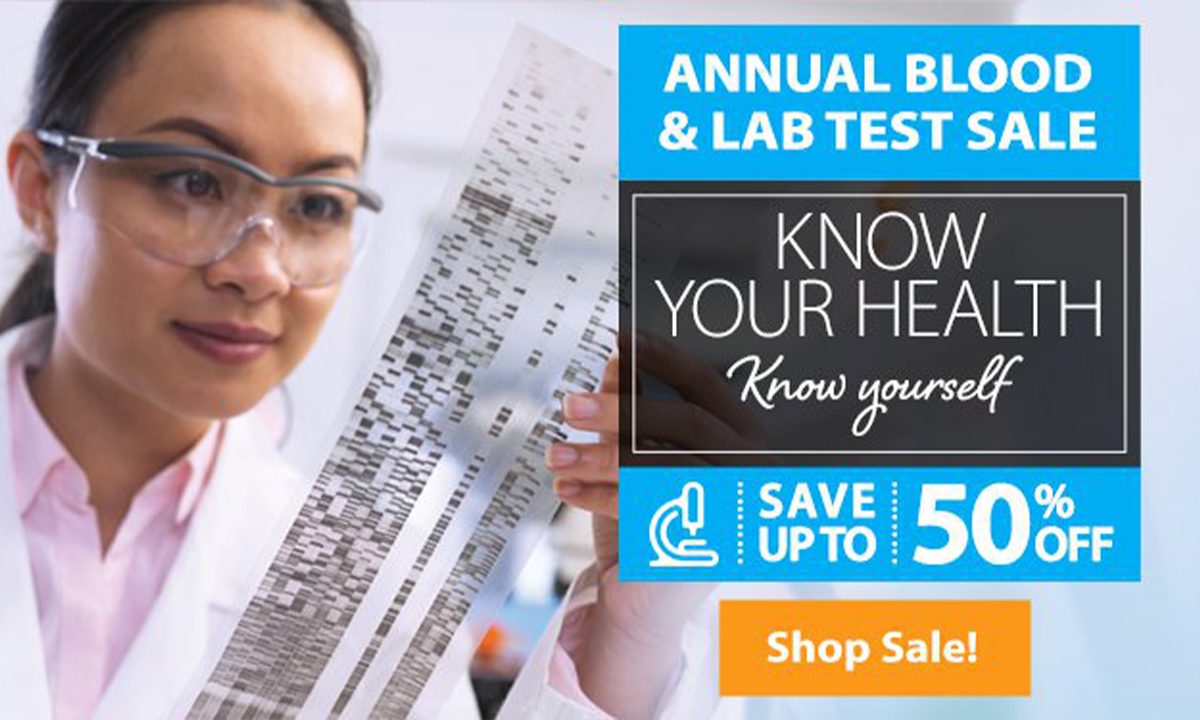 ANNUAL BLOOD
& LAB TEST SALE
KNOW
YOUR HEALTH
Know yourself
SAVE
UP TO
50%
OFF
Shop Sale!